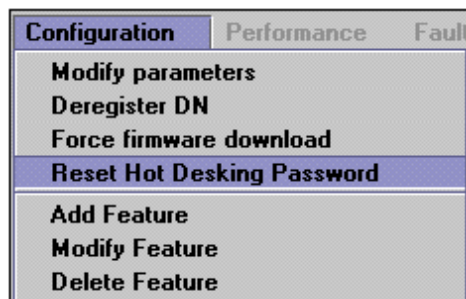 Configuration Performance
Modify parameters
Deregister DN
Force firmware download
Reset Hot Desking Password
Add Feature
Modify Feature
Delete Feature